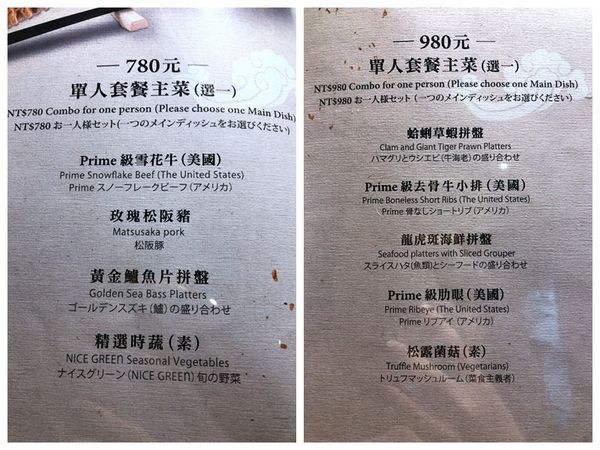 780元
單人套餐主菜(選一)
NT$780 Combo for one person (Please choose one Main Dish)
NT$780 お一人様セット(一つのメインディッシュをお選びください)
Prime 級雪花牛(美國)
Prime Snowflake Beef (The United States)
Prime スノーフレークビーフ(アメリカ)
玫瑰松阪豬
Matsusaka pork
松阪豚
黃金鱸魚片拼盤
Golden Sea Bass Platters
ゴールデンスズキ(鱸)の盛り合わせ
精選時蔬(素)
NICE GREEn Seasonal Vegetables
ナイスグリーン(NICE GREEn)旬の野菜
980元
單人套餐主菜(選一)
NT$980 Combo for one person (Please choose one Main Dish)
NT$980 お一人様セット(一つのメインディッシュをお選びください)
蛤蜊草蝦拼盤
Clam and Giant Tiger Prawn Platters
ハマグリとウシエビ(牛海老)の盛り合わせ
Prime 級去骨牛小排(美國)
Prime Boneless Short Ribs (The United States)
Prime 骨なしショートリブ(アメリカ)
龍虎斑海鮮拼盤
Seafood platters with Sliced Grouper
スライスハタ(魚類)とシーフードの盛り合わせ
Prime 級肋眼(美國)
Prime Ribeye (The United States)
Prime リブアイ(アメリカ)
松露菌菇(素)
Truffle Mushroom (Vegetarians)
トリュフマッシュルーム(菜食主義者)